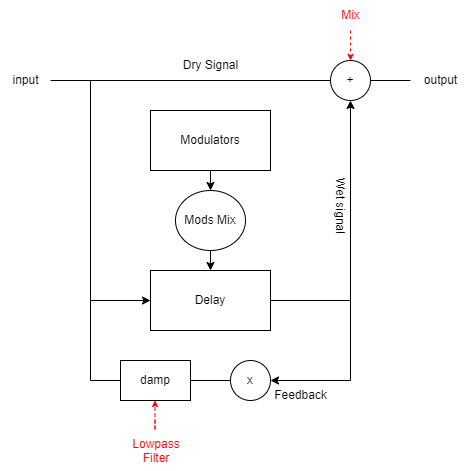 Mix
Dry Signal
input
+
output
Modulators
Mods Mix
Wet signal
Delay
damp
x
Feedback
Lowpass
Filter